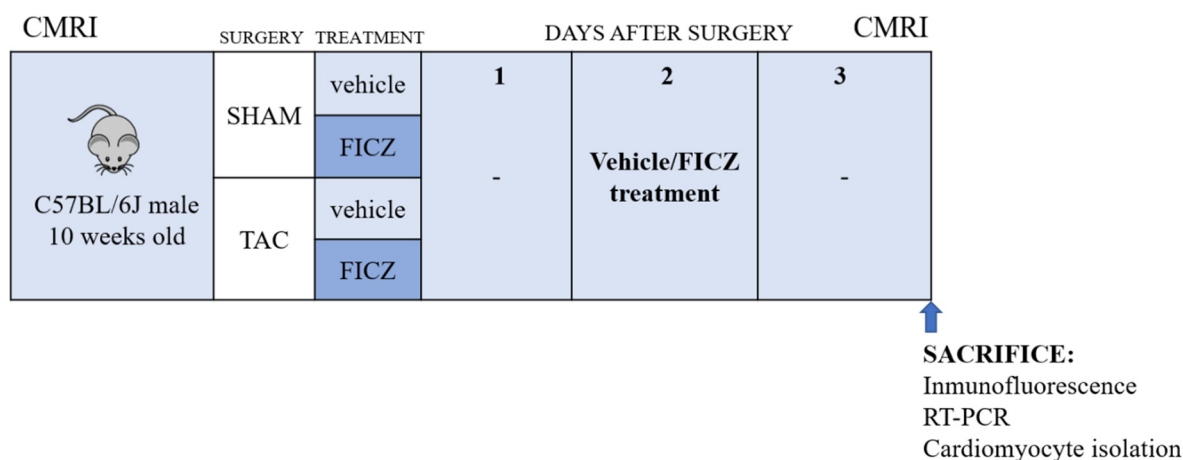 CMRI
SURGERY
TREATMENT
DAYS AFTER SURGERY
CMRI
C57BL/6J male
10 weeks old
SHAM
TAC
vehicle
FICZ
vehicle
FICZ
1
-
2
Vehicle/FICZ
treatment
3
-
SACRIFICE:
Inmunofluorescence
RT-PCR
Cardiomyocyte isolation